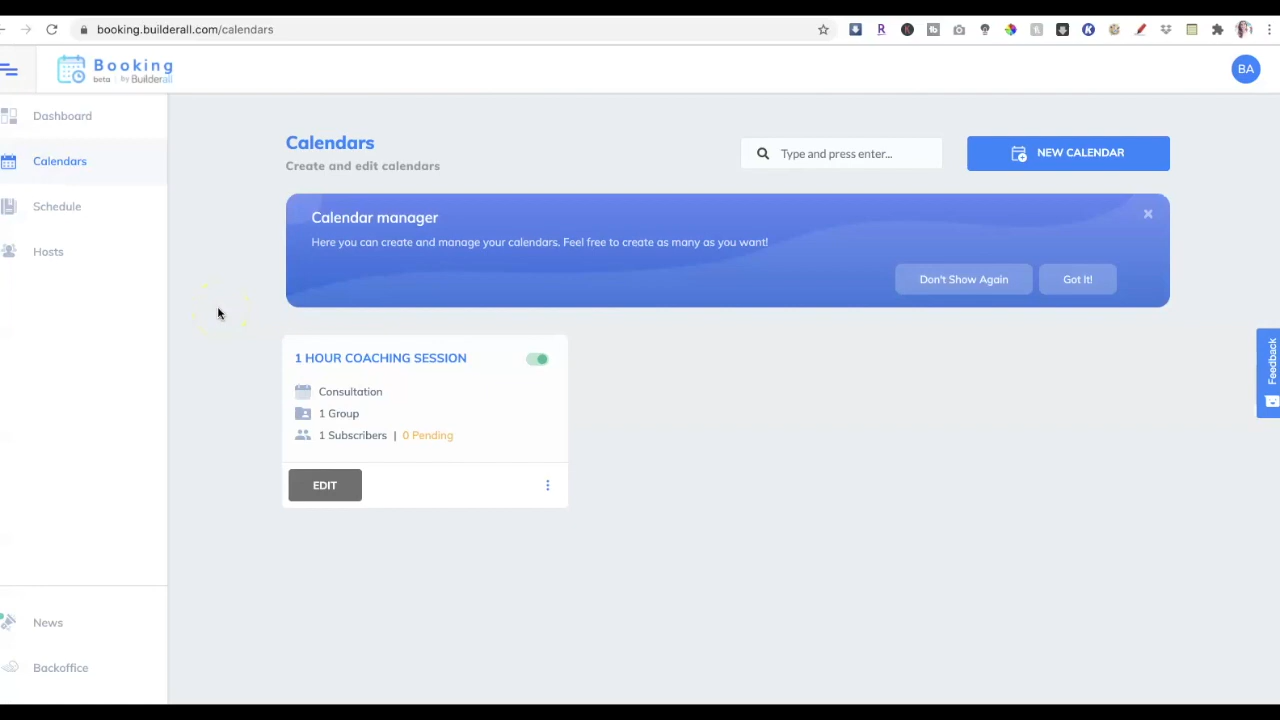 booking.builderall.com/calendars
Booking
beta | by Builderall
BA
Dashboard
Calendars
Schedule
Hosts
News
Backoffice
Calendars
Create and edit calendars
Type and press enter...
NEW CALENDAR
Calendar manager
Here you can create and manage your calendars. Feel free to create as many as you want!
Don't Show Again
Got It!
1 HOUR COACHING SESSION
Consultation
1 Group
1 Subscribers | 0 Pending
EDIT
Feedback